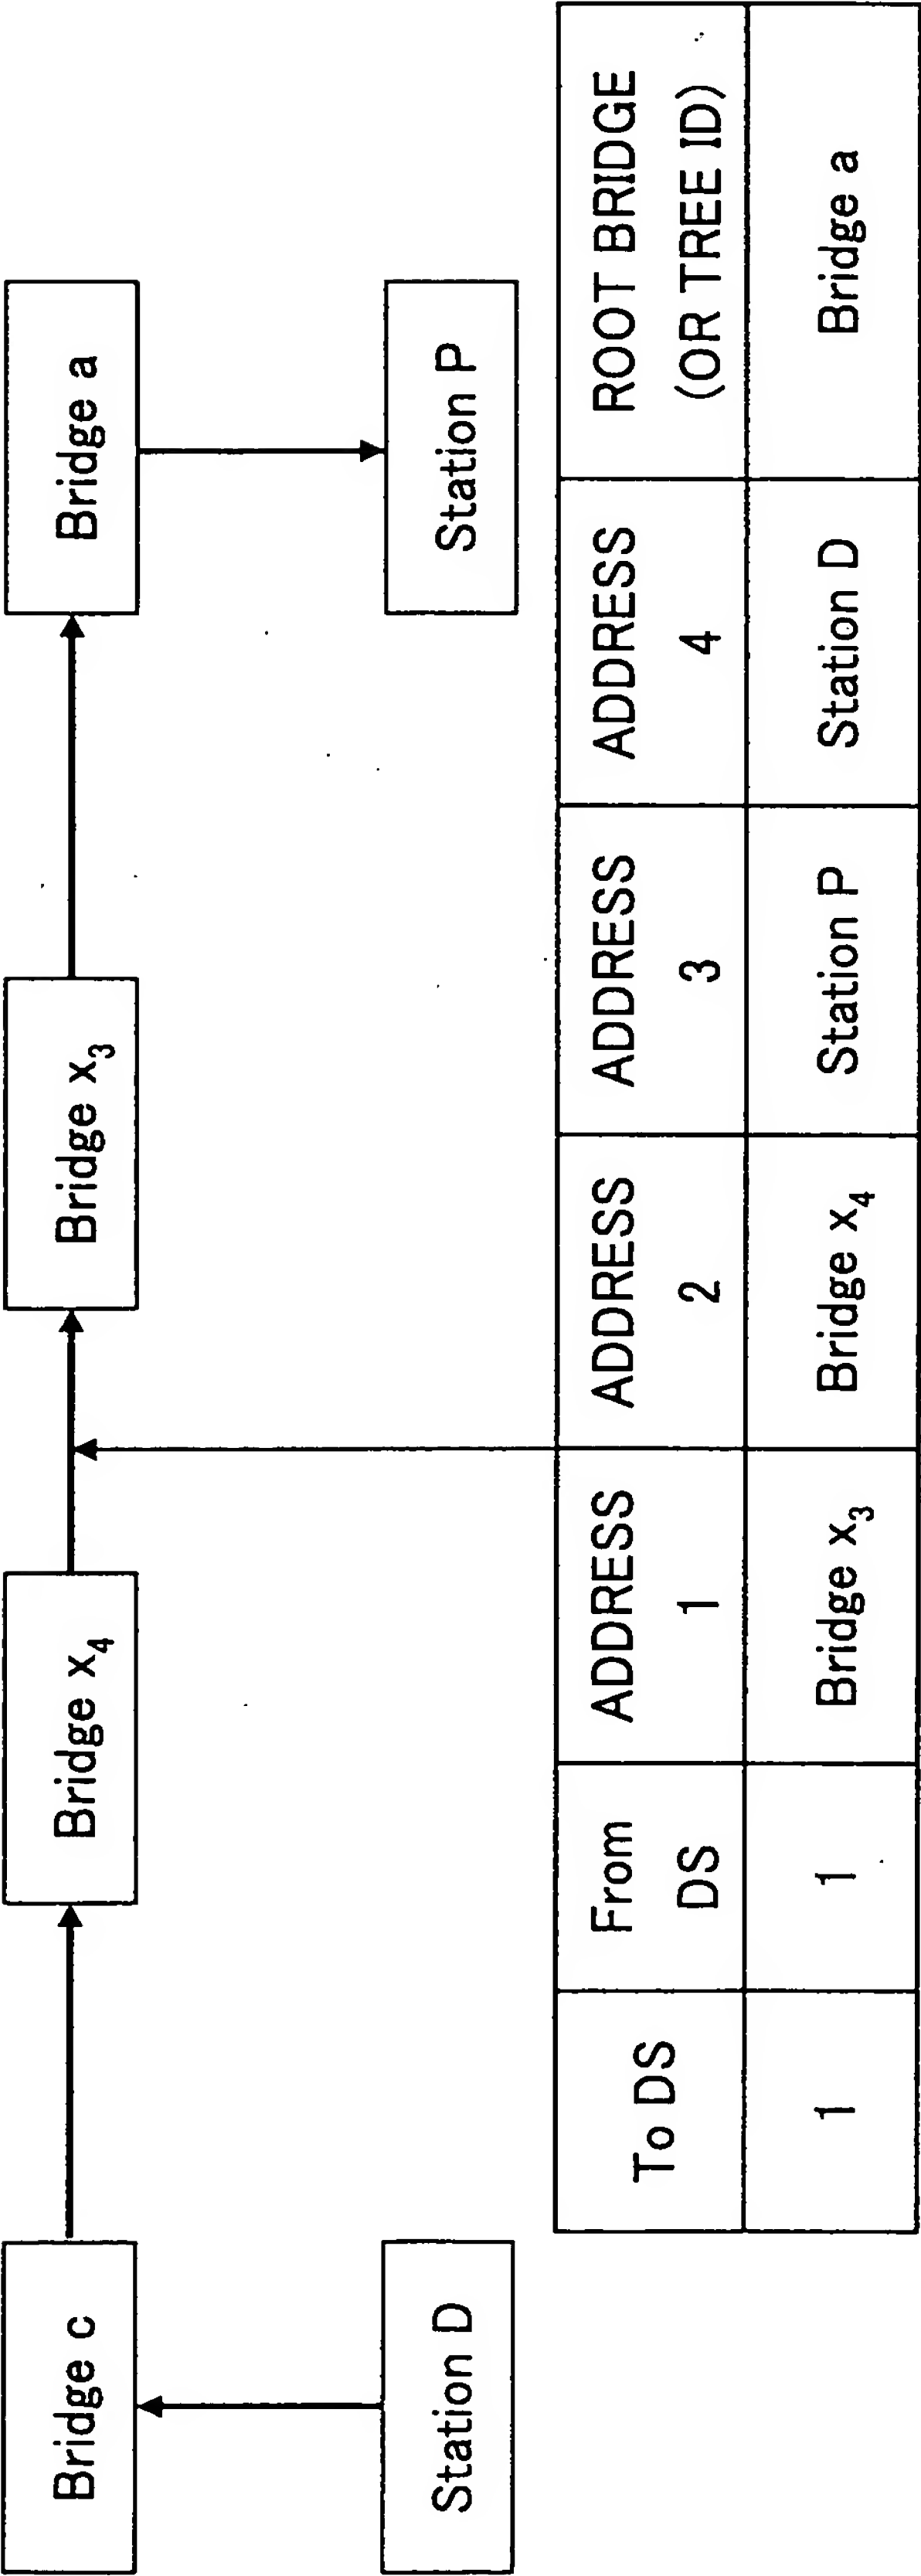 Bridge c
Bridge x₄
Bridge x₃
Bridge a
Station D
Station P
To DS
From
DS
ADDRESS
1
ADDRESS
2
ADDRESS
3
ADDRESS
4
ROOT BRIDGE
(OR TREE ID)
1
1
Bridge x₃
Bridge x₄
Station P
Station D
Bridge a